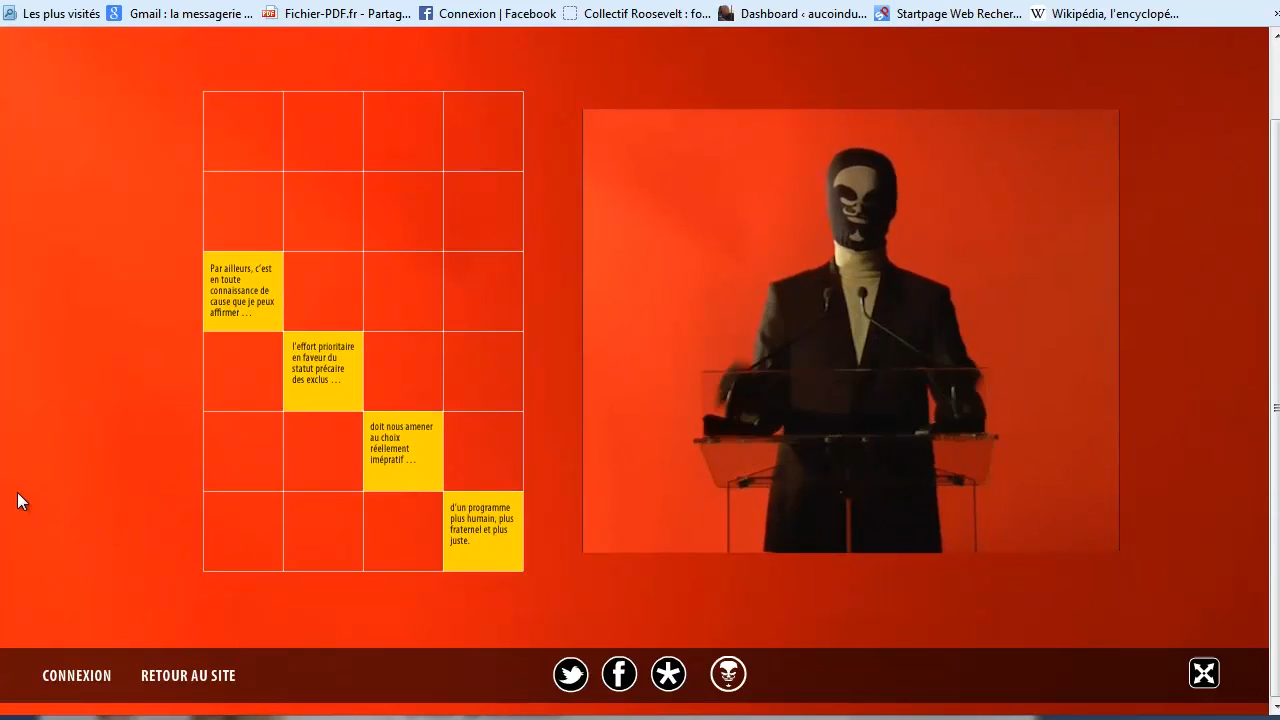 Les plus visités
Gmail : la messagerie ...
Fichier-PDF.fr - Partag...
Connexion | Facebook
Collectif Roosevelt : fo...
Dashboard ‹ aucoindu...
Startpage Web Recher...
Wikipédia, l'encyclopé...
Par ailleurs, c'est
en toute
connaissance de
cause que je peux
affirmer ...
l'effort prioritaire
en faveur du
statut précaire
des exclus ...
doit nous amener
au choix
réellement
imépratif ...
d'un programme
plus humain, plus
fraternel et plus
juste.
CONNEXION
RETOUR AU SITE